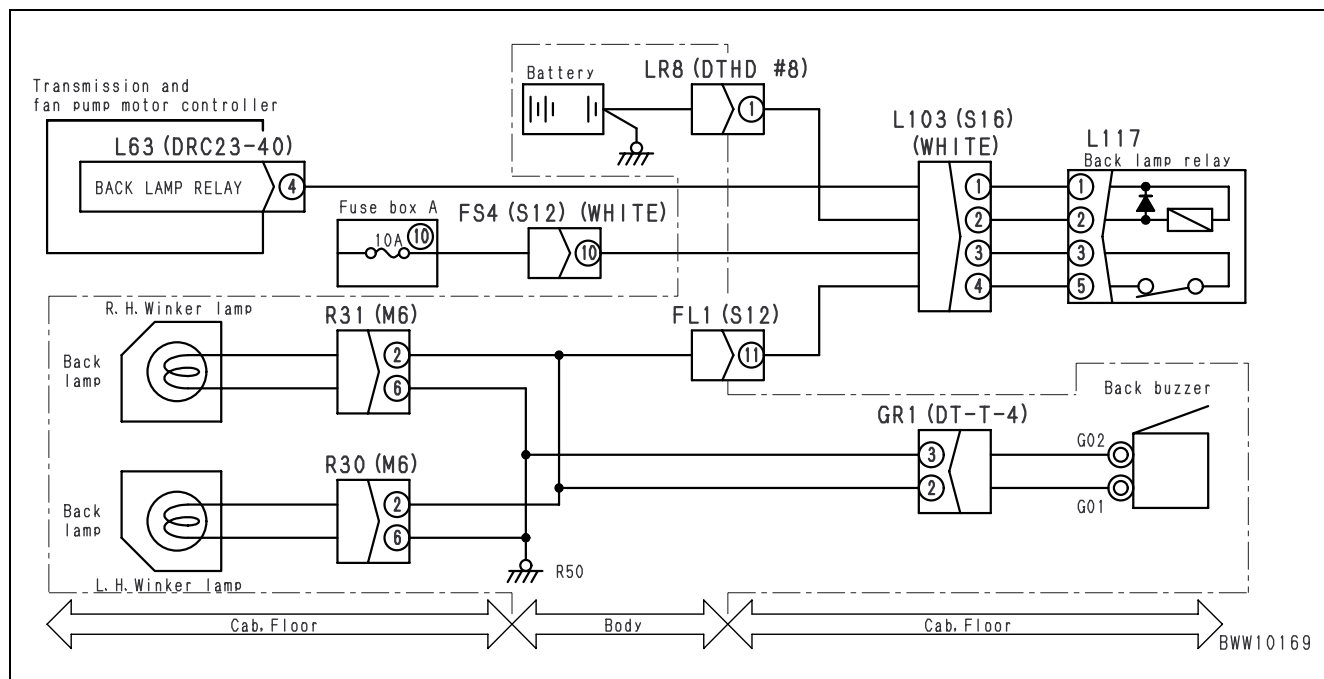 Transmission and
fan pump motor controller
L63 (DRC23-40)
BACK LAMP RELAY
4
Battery
LR8 (DTHD #8)
1
Fuse box A
10A
10
FS4 (S12) (WHITE)
10
L103 (S16)
(WHITE)
1
2
3
4
L117
Back lamp relay
1
2
3
5
R.H. Winker lamp
Back
lamp
R31 (M6)
2
6
FL1 (S12)
11
Back
lamp
L.H. Winker lamp
R30 (M6)
2
6
R50
GR1 (DT-T-4)
3
2
Back buzzer
G02
G01
Cab, Floor
Body
Cab, Floor
BWW10169